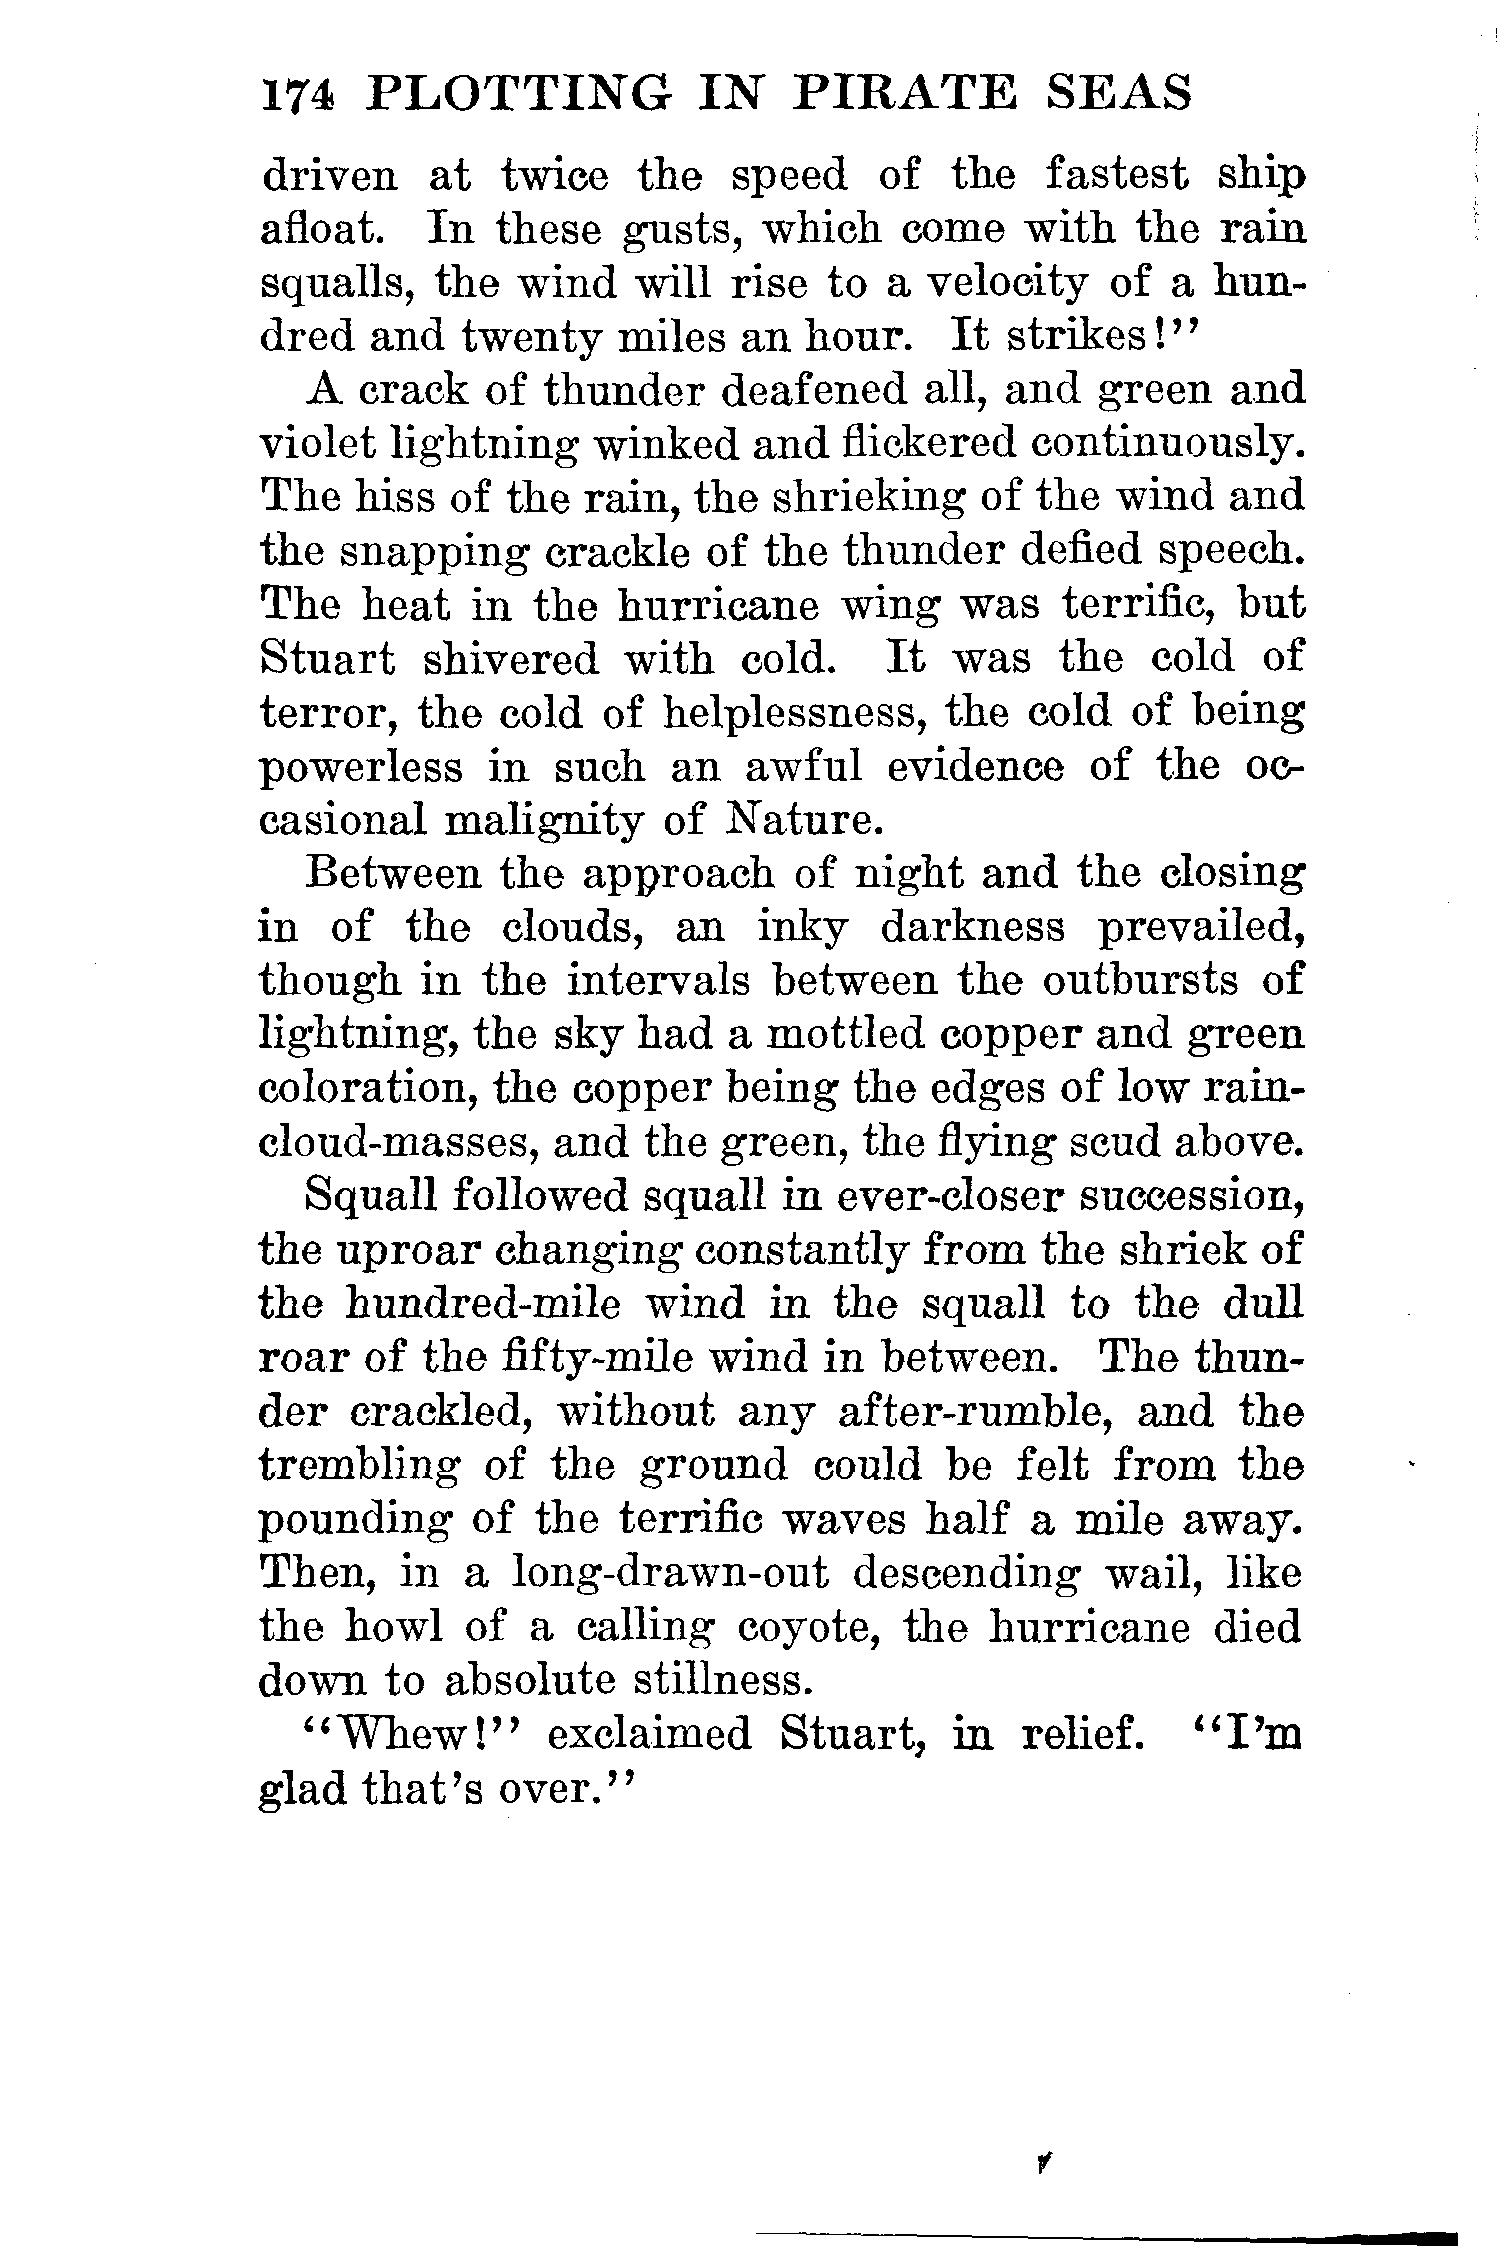 174 PLOTTING IN PIRATE SEAS
driven at twice the speed of the fastest ship
afloat. In these gusts, which come with the rain
squalls, the wind will rise to a velocity of a hun-
dred and twenty miles an hour. It strikes!''
A crack of thunder deafened all, and green and
violet lightning winked and flickered continuously.
The hiss of the rain, the shrieking of the wind and
the snapping crackle of the thunder defied speech.
The heat in the hurricane wing was terrific, but
Stuart shivered with cold. It was the cold of
terror, the cold of helplessness, the cold of being
powerless in such an awful evidence of the oc-
casional malignity of Nature.
Between the approach of night and the closing
in of the clouds, an inky darkness prevailed,
though in the intervals between the outbursts of
lightning, the sky had a mottled copper and green
coloration, the copper being the edges of low rain-
cloud-masses, and the green, the flying scud above.
Squall followed squall in ever-closer succession,
the uproar changing constantly from the shriek of
the hundred-mile wind in the squall to the dull
roar of the fifty-mile wind in between. The thun-
der crackled, without any after-rumble, and the
trembling of the ground could be felt from the
pounding of the terrific waves half a mile away.
Then, in a long-drawn-out descending wail, like
the howl of a calling coyote, the hurricane died
down to absolute stillness.
‘‘Whew!’’ exclaimed Stuart, in relief. ‘‘I'm
glad that's over.’’